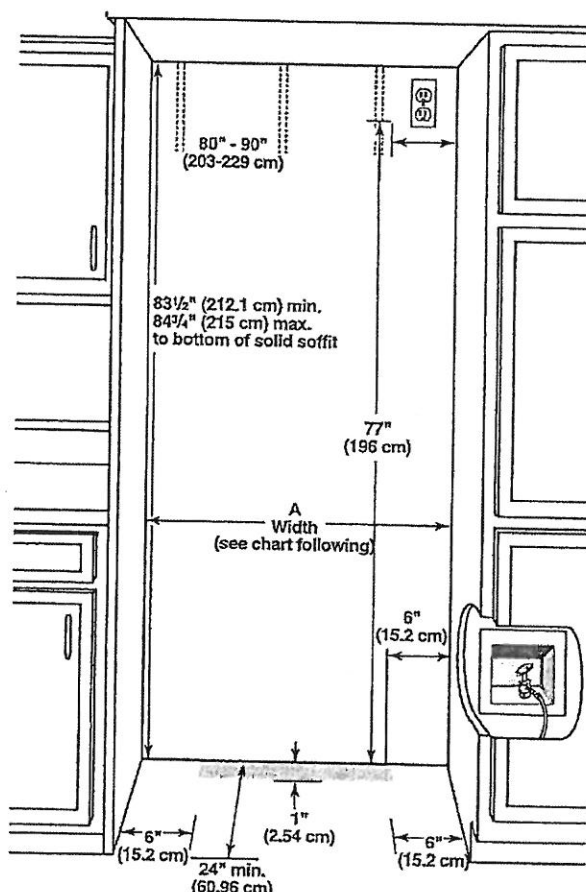 80" - 90"
(203-229 cm)
83½" (212.1 cm) min.
84¾" (215 cm) max.
to bottom of solid soffit
77"
(196 cm)
A
Width
(see chart following)
6"
(15.2 cm)
1"
(2.54 cm)
6"
(15.2 cm)
6"
(15.2 cm)
24" min.
(60.96 cm)